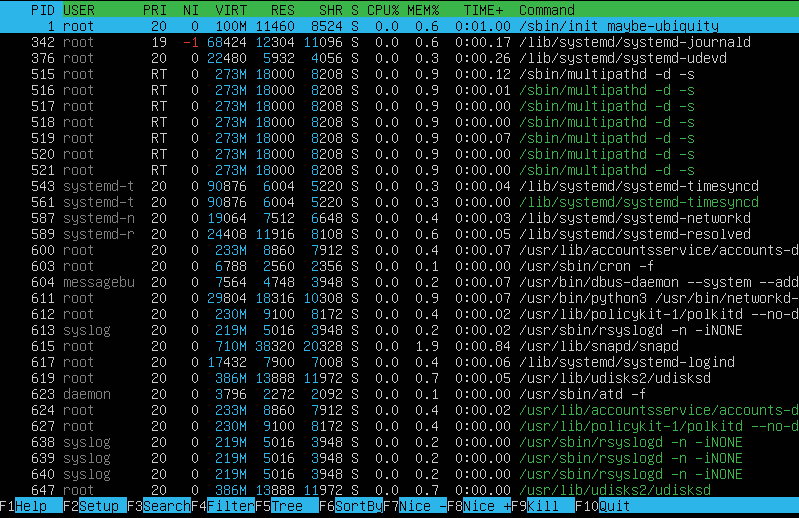 PID USER PRI NI VIRT RES SHR S CPU% MEM% TIME+ Command
1 root 20 0 100M 11460 8524 S 0.0 0.6 0:01.00 /sbin/init maybe-ubiquity
342 root 19 -1 68424 12304 11096 S 0.0 0.6 0:00.17 /lib/systemd/systemd-journald
376 root 20 0 22480 5932 4056 S 0.0 0.3 0:00.26 /lib/systemd/systemd-udevd
515 root RT 0 273M 18000 8208 S 0.0 0.9 0:00.12 /sbin/multipathd -d -s
516 root RT 0 273M 18000 8208 S 0.0 0.9 0:00.01 /sbin/multipathd -d -s
517 root RT 0 273M 18000 8208 S 0.0 0.9 0:00.00 /sbin/multipathd -d -s
518 root RT 0 273M 18000 8208 S 0.0 0.9 0:00.00 /sbin/multipathd -d -s
519 root RT 0 273M 18000 8208 S 0.0 0.9 0:00.07 /sbin/multipathd -d -s
520 root RT 0 273M 18000 8208 S 0.0 0.9 0:00.00 /sbin/multipathd -d -s
521 root RT 0 273M 18000 8208 S 0.0 0.9 0:00.00 /sbin/multipathd -d -s
543 systemd-t 20 0 90876 6004 5220 S 0.0 0.3 0:00.04 /lib/systemd/systemd-timesyncd
561 systemd-t 20 0 90876 6004 5220 S 0.0 0.3 0:00.00 /lib/systemd/systemd-timesyncd
587 systemd-n 20 0 19064 7512 6648 S 0.0 0.4 0:00.03 /lib/systemd/systemd-networkd
589 systemd-r 20 0 24408 11916 8108 S 0.0 0.6 0:00.05 /lib/systemd/systemd-resolved
600 root 20 0 233M 8860 7912 S 0.0 0.4 0:00.07 /usr/lib/accountsservice/accounts-d
603 root 20 0 6788 2560 2356 S 0.0 0.1 0:00.00 /usr/sbin/cron -f
604 messagebu 20 0 7564 4748 3948 S 0.0 0.2 0:00.07 /usr/bin/dbus-daemon --system --add
611 root 20 0 29804 18316 10308 S 0.0 0.9 0:00.07 /usr/bin/python3 /usr/bin/networkd-
612 root 20 0 230M 9100 8172 S 0.0 0.4 0:00.02 /usr/lib/policykit-1/polkitd --no-d
613 syslog 20 0 219M 5016 3948 S 0.0 0.2 0:00.02 /usr/sbin/rsyslogd -n -iNONE
615 root 20 0 710M 38320 20328 S 0.0 1.9 0:00.84 /usr/lib/snapd/snapd
617 root 20 0 17432 7900 7008 S 0.0 0.4 0:00.06 /lib/systemd/systemd-logind
619 root 20 0 386M 13888 11972 S 0.0 0.7 0:00.05 /usr/lib/udisks2/udisksd
623 daemon 20 0 3796 2272 2092 S 0.0 0.1 0:00.00 /usr/sbin/atd -f
624 root 20 0 233M 8860 7912 S 0.0 0.4 0:00.02 /usr/lib/accountsservice/accounts-d
627 root 20 0 230M 9100 8172 S 0.0 0.4 0:00.00 /usr/lib/policykit-1/polkitd --no-d
638 syslog 20 0 219M 5016 3948 S 0.0 0.2 0:00.00 /usr/sbin/rsyslogd -n -iNONE
639 syslog 20 0 219M 5016 3948 S 0.0 0.2 0:00.00 /usr/sbin/rsyslogd -n -iNONE
640 syslog 20 0 219M 5016 3948 S 0.0 0.2 0:00.00 /usr/sbin/rsyslogd -n -iNONE
647 root 20 0 386M 13888 11972 S 0.0 0.7 0:00.00 /usr/lib/udisks2/udisksd
F1Help F2Setup F3SearchF4FilterF5Tree F6SortByF7Nice -F8Nice +F9Kill F10Quit